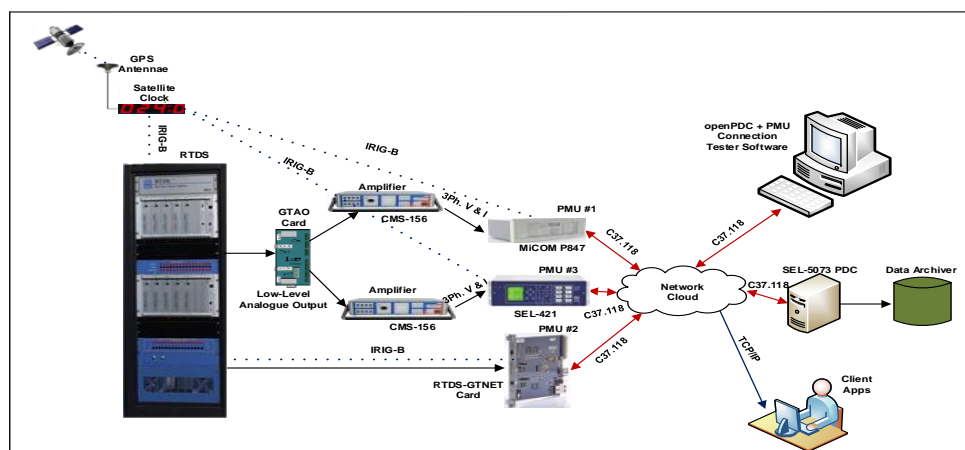 GPS
Antennae
Satellite
Clock
IRIG-B
RTDS
IRIG-B
IRIG-B
Amplifier
CMS-156
3Ph. V & I
GTAO
Card
Low-Level
Analogue Output
Amplifier
CMS-156
3Ph. V & I
PMU #1
MiCOM P847
PMU #3
SEL-421
PMU #2
IRIG-B
RTDS-GTNET
Card
C37.118
C37.118
C37.118
Network
Cloud
openPDC + PMU
Connection
Tester Software
C37.118
C37.118
SEL-5073 PDC
Data Archiver
TCP/IP
Client
Apps